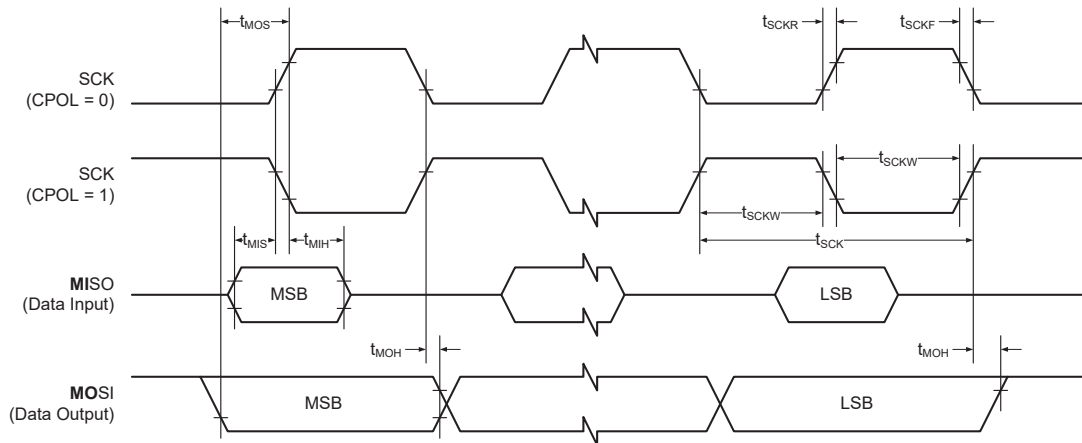 tMOS
tSCKR
tSCKF
SCK
(CPOL = 0)
SCK
(CPOL = 1)
tSCKW
tSCKW
tSCK
tMIS
tMIH
MISO
(Data Input)
MSB
LSB
tMOH
tMOH
MOSI
(Data Output)
MSB
LSB